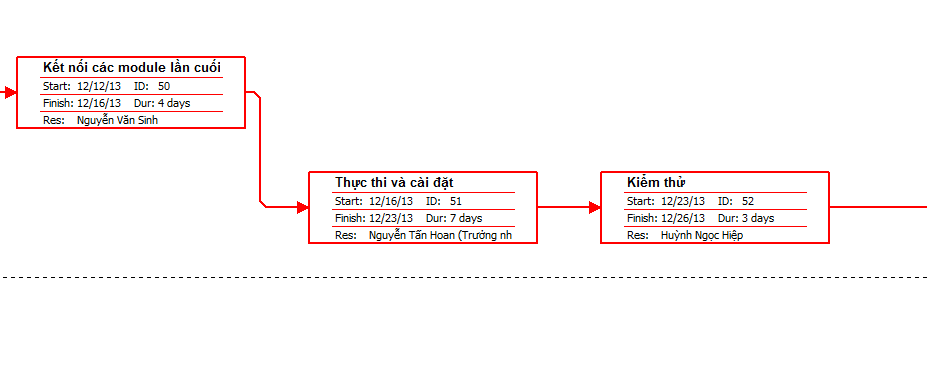 Kết nối các module lần cuối
Start: 12/12/13 ID: 50
Finish: 12/16/13 Dur: 4 days
Res: Nguyễn Văn Sinh
Thực thi và cài đặt
Start: 12/16/13 ID: 51
Finish: 12/23/13 Dur: 7 days
Res: Nguyễn Tấn Hoan (Trưởng nh
Kiểm thử
Start: 12/23/13 ID: 52
Finish: 12/26/13 Dur: 3 days
Res: Huỳnh Ngọc Hiệp